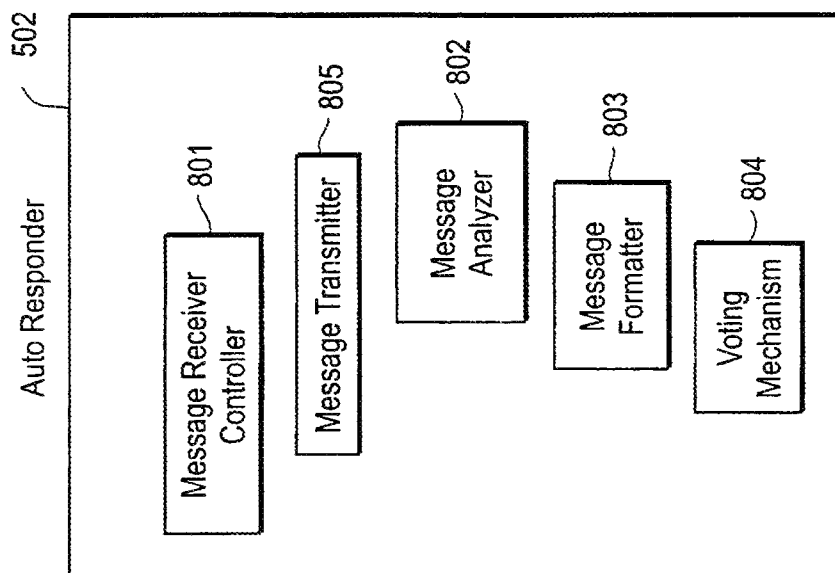 Auto Responder
502
Message Receiver
Controller
801
Message Transmitter
805
Message
Analyzer
802
Message
Formatter
803
Voting
Mechanism
804